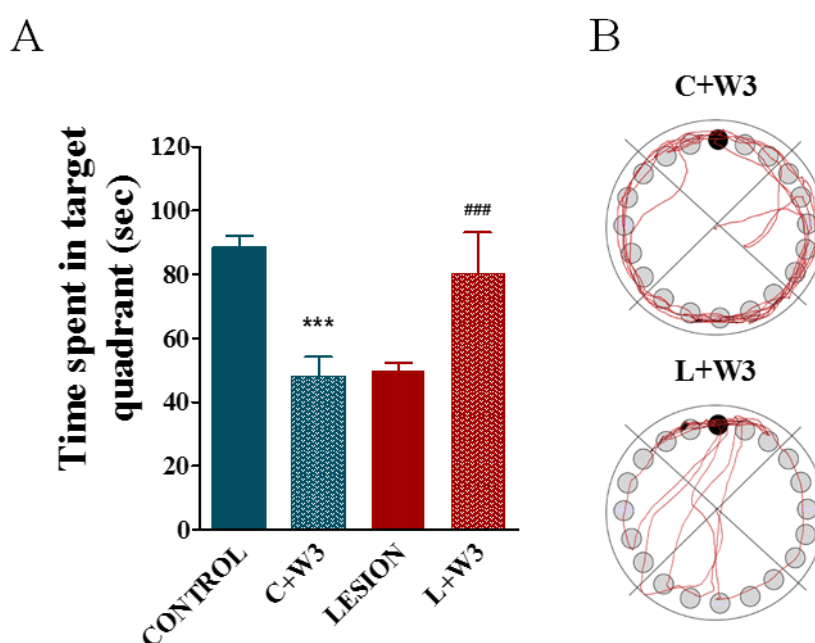 A
Time spent in target
quadrant (sec)
120
100
80
60
40
20
0
***
###
CONTROL
C+W3
LESION
L+W3
B
C+W3
L+W3